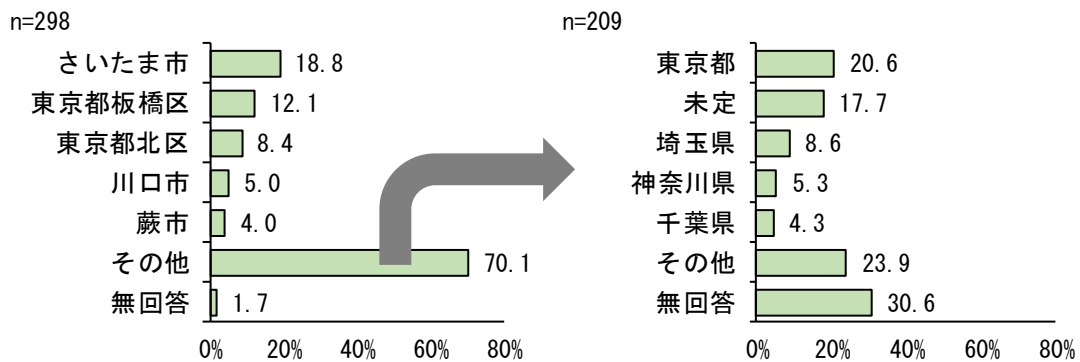 n=298
さいたま市 18.8
東京都板橋区 12.1
東京都北区 8.4
川口市 5.0
蕨市 4.0
その他 70.1
無回答 1.7
0% 20% 40% 60% 80%
n=209
東京都 20.6
未定 17.7
埼玉県 8.6
神奈川県 5.3
千葉県 4.3
その他 23.9
無回答 30.6
0% 20% 40% 60% 80%